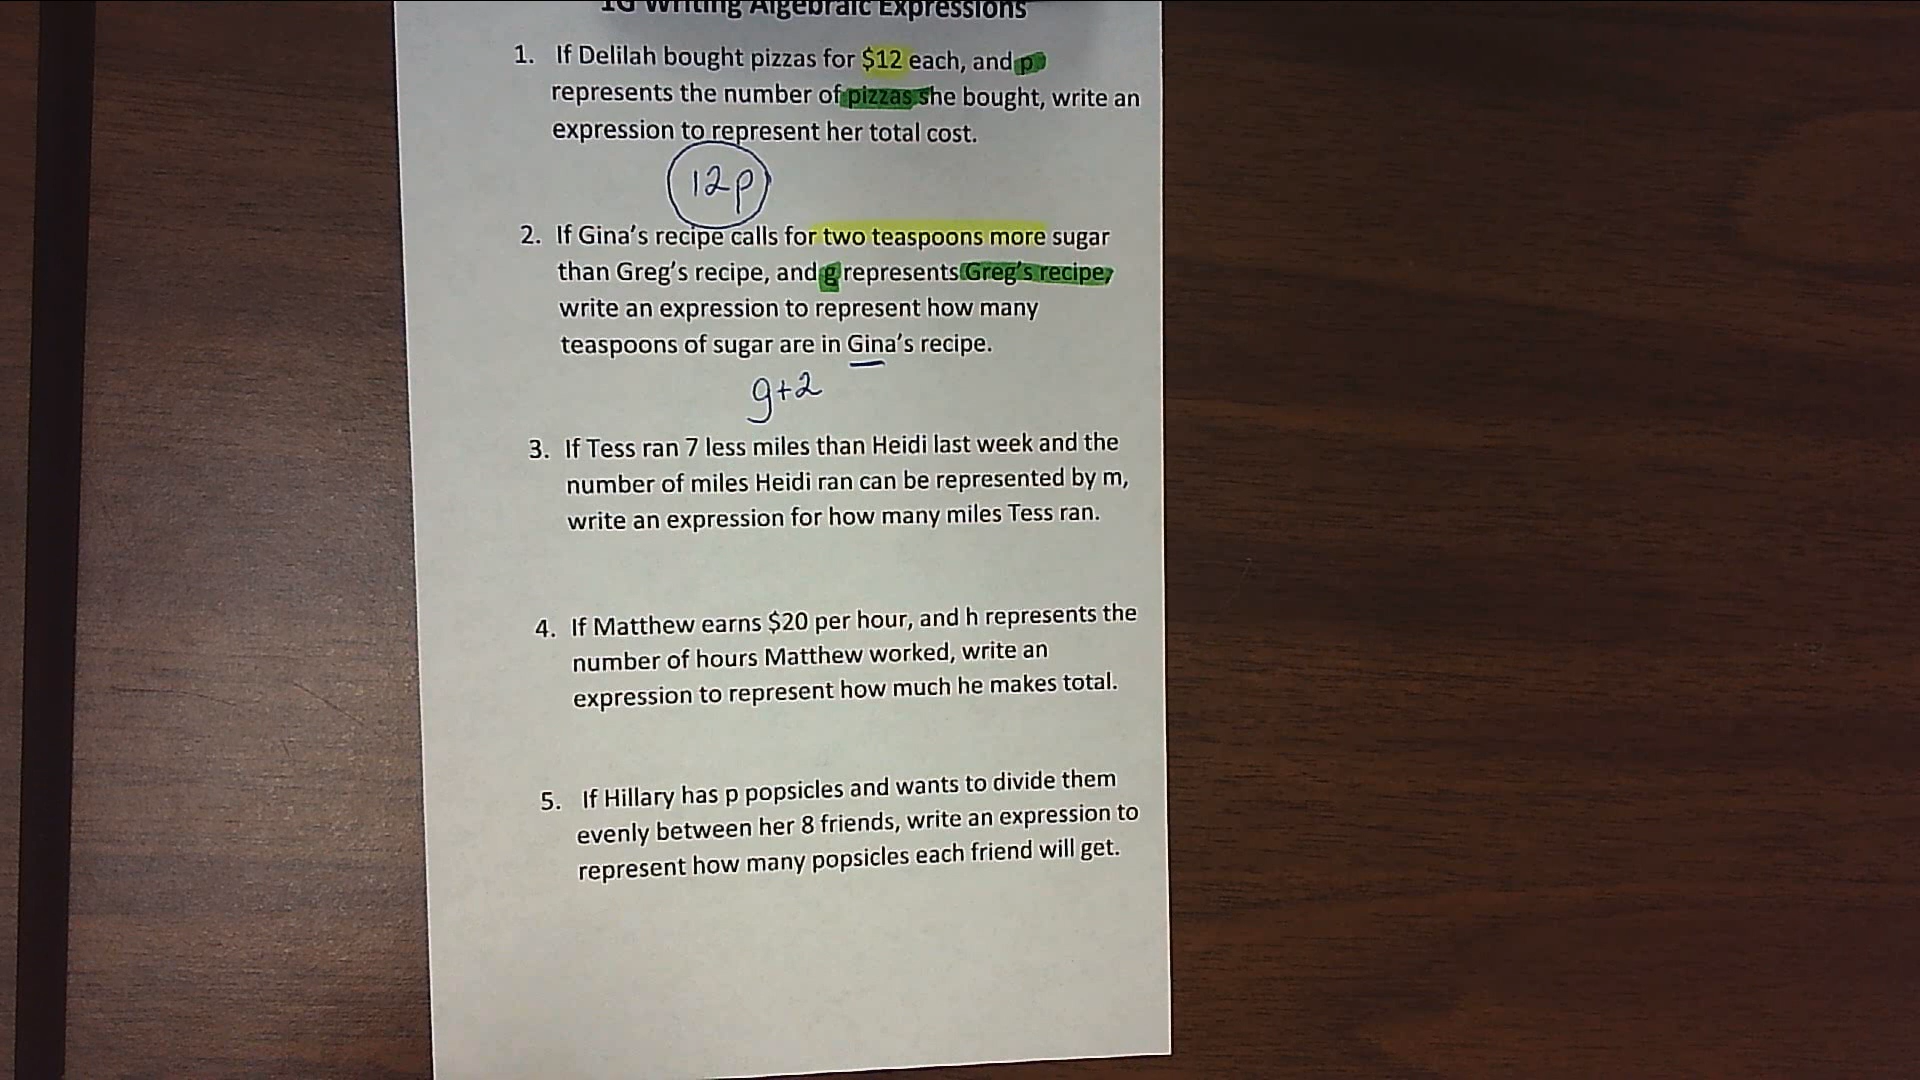 1G Writing Algebraic Expressions
1. If Delilah bought pizzas for $12 each, and p
represents the number of pizzas she bought, write an
expression to represent her total cost.
12p
2. If Gina's recipe calls for two teaspoons more sugar
than Greg's recipe, and g represents Greg's recipe,
write an expression to represent how many
teaspoons of sugar are in Gina's recipe.
g+2
3. If Tess ran 7 less miles than Heidi last week and the
number of miles Heidi ran can be represented by m,
write an expression for how many miles Tess ran.
4. If Matthew earns $20 per hour, and h represents the
number of hours Matthew worked, write an
expression to represent how much he makes total.
5. If Hillary has p popsicles and wants to divide them
evenly between her 8 friends, write an expression to
represent how many popsicles each friend will get.